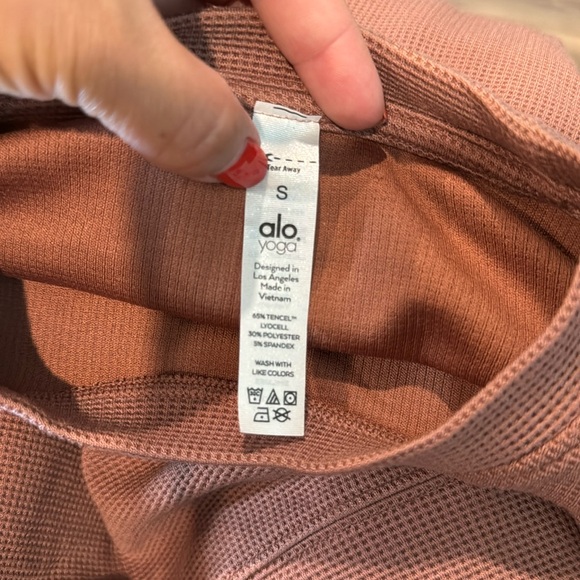 Tear Away
S
alo
yoga
Designed in
Los Angeles
Made in
Vietnam
65% TENCEL™
LYOCELL
30% POLYESTER
5% SPANDEX
WASH WITH
LIKE COLORS